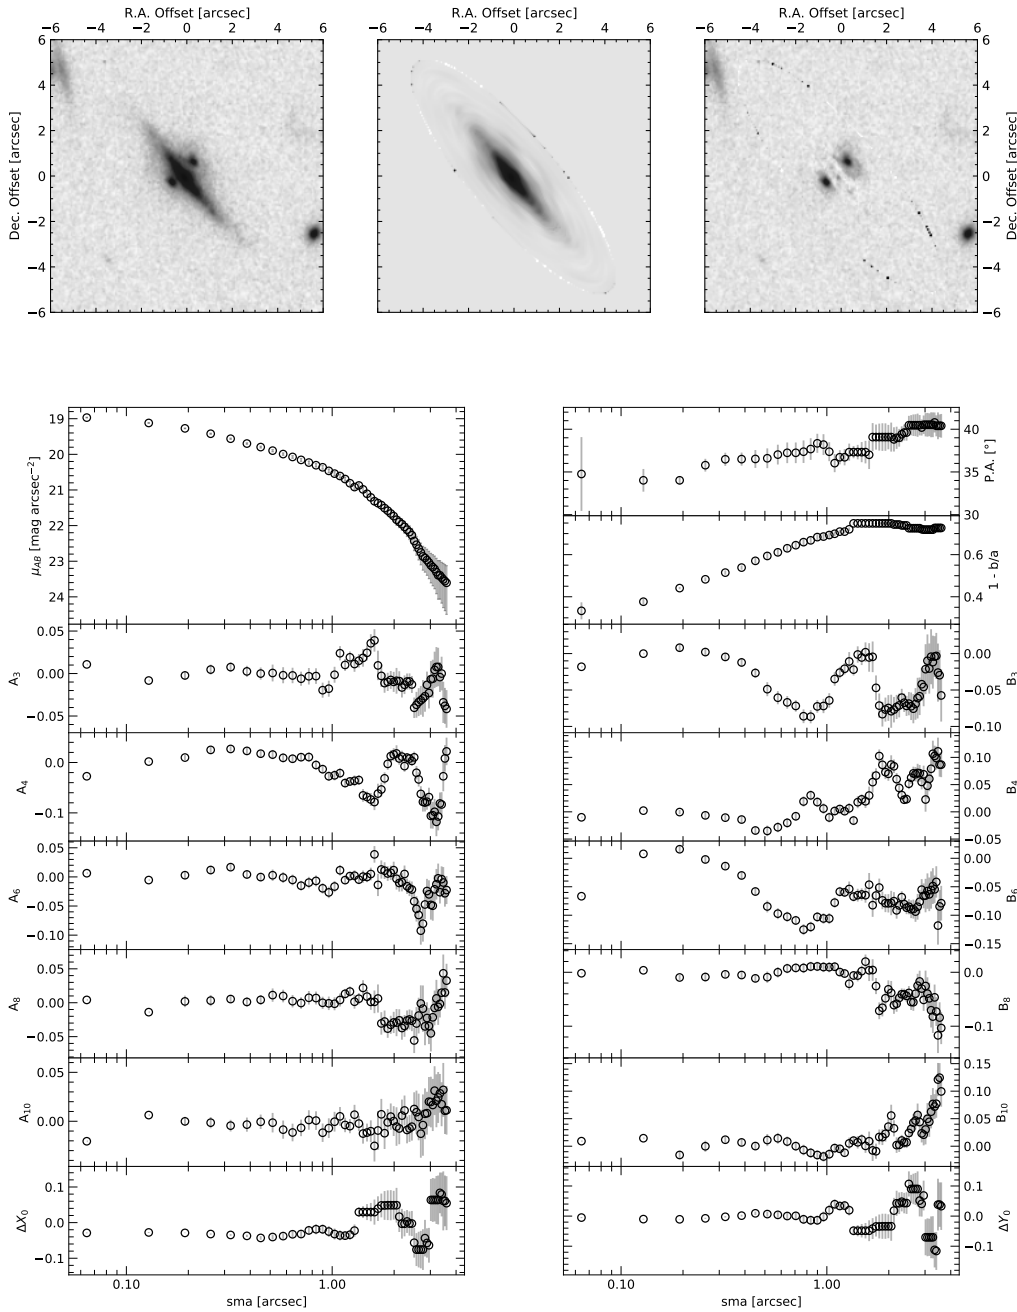 R.A. Offset [arcsec] R.A. Offset [arcsec] R.A. Offset [arcsec]
−6 −4 −2 0 2 4 6 −6 −4 −2 0 2 4 6 −6 −4 −2 0 2 4 6
6 6
4 4
2 2
0 0
−2 −2
−4 −4
−6 −6
Dec. Offset [arcsec] Dec. Offset [arcsec]
19
20
21
22
23
24
μAB [mag arcsec−2]
40
35
30
P.A. [°]
0.6
0.4
1 - b/a
0.05
0.00
−0.05
A3
0.00
−0.05
−0.10
B3
0.0
−0.1
A4
0.10
0.05
0.00
−0.05
B4
0.05
0.00
−0.05
−0.10
A6
0.00
−0.05
−0.10
−0.15
B6
0.05
0.00
−0.05
A8
0.0
−0.1
B8
0.05
0.00
A10
0.15
0.10
0.05
0.00
B10
0.1
0.0
−0.1
ΔX0
0.1
0.0
−0.1
ΔY0
0.10 1.00 0.10 1.00
sma [arcsec] sma [arcsec]